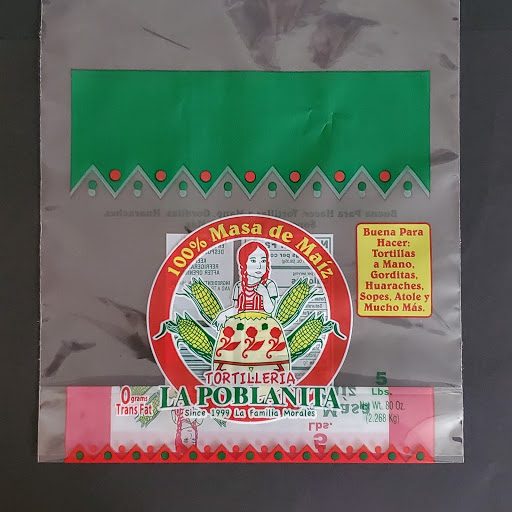 100% Masa de Maíz
Buena Para
Hacer:
Tortillas
a Mano,
Gorditas,
Huaraches,
Sopes, Atole y
Mucho Más.
TORTILLERIA
LA POBLANITA
Since 1999 La Familia Morales
0 grams
Trans Fat
5
Lbs.
Net Wt. 80 Oz.
(2.268 Kg)